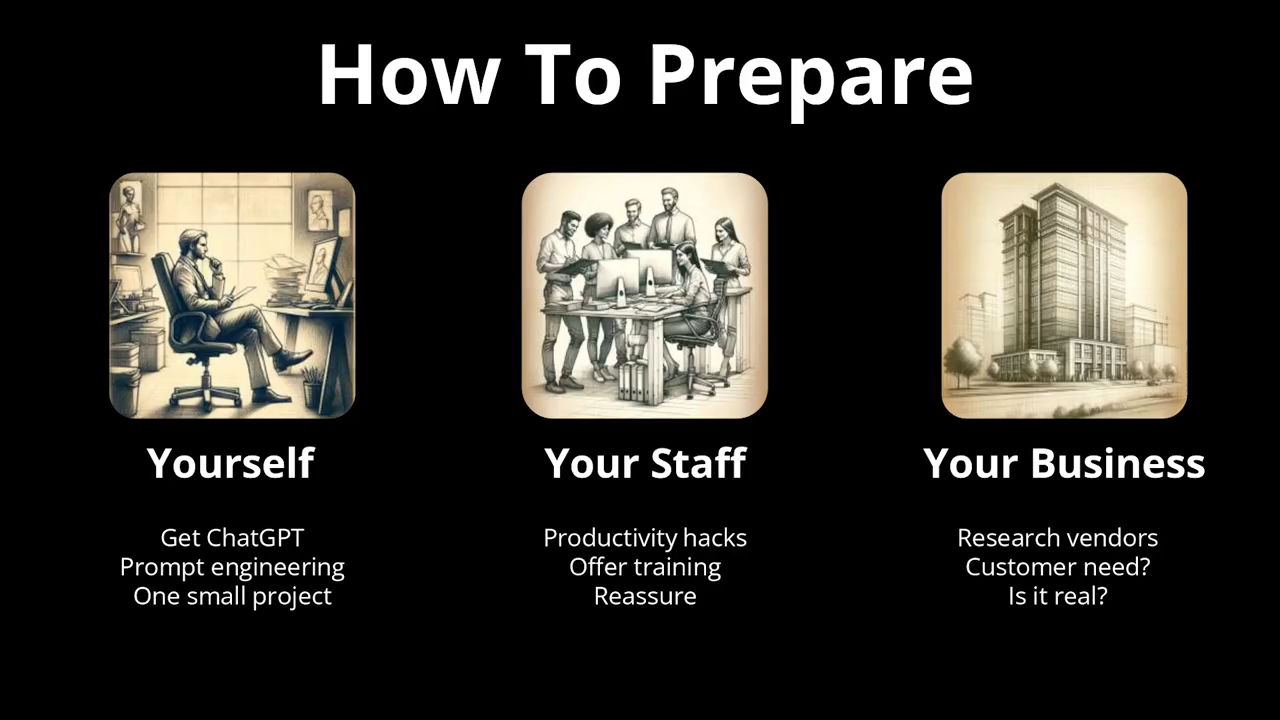 How To Prepare
Yourself
Get ChatGPT
Prompt engineering
One small project
Your Staff
Productivity hacks
Offer training
Reassure
Your Business
Research vendors
Customer need?
Is it real?